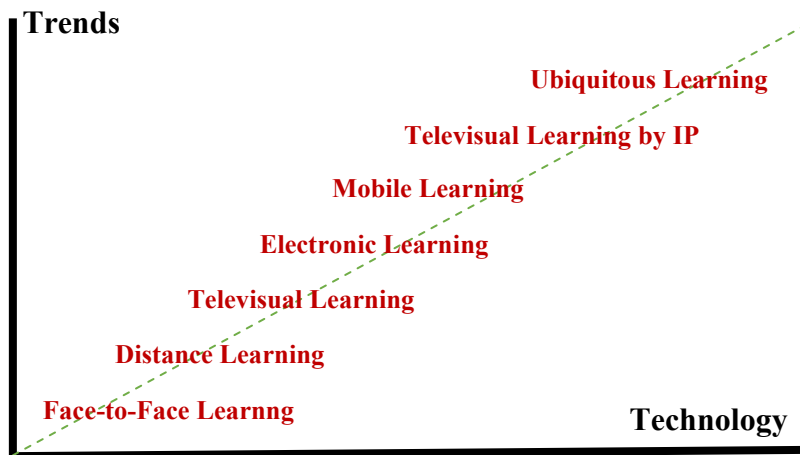 Trends
Ubiquitous Learning
Televisual Learning by IP
Mobile Learning
Electronic Learning
Televisual Learning
Distance Learning
Face-to-Face Learnng
Technology